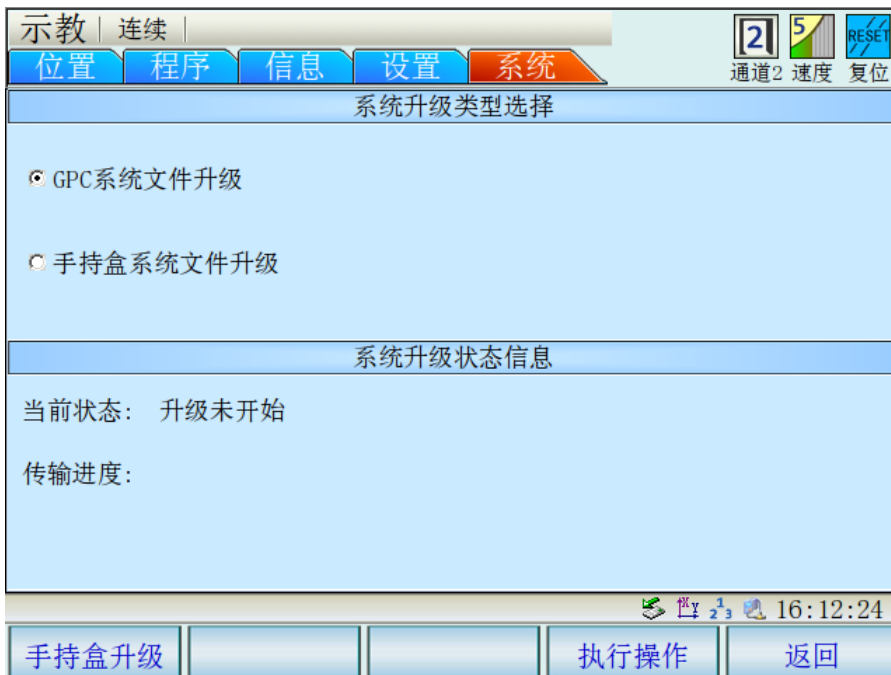 示教 连续
2 5 RESET
位置 程序 信息 设置 系统
通道2 速度 复位
系统升级类型选择
GPC系统文件升级
手持盒系统文件升级
系统升级状态信息
当前状态: 升级未开始
传输进度:
16:12:24
手持盒升级 执行操作 返回